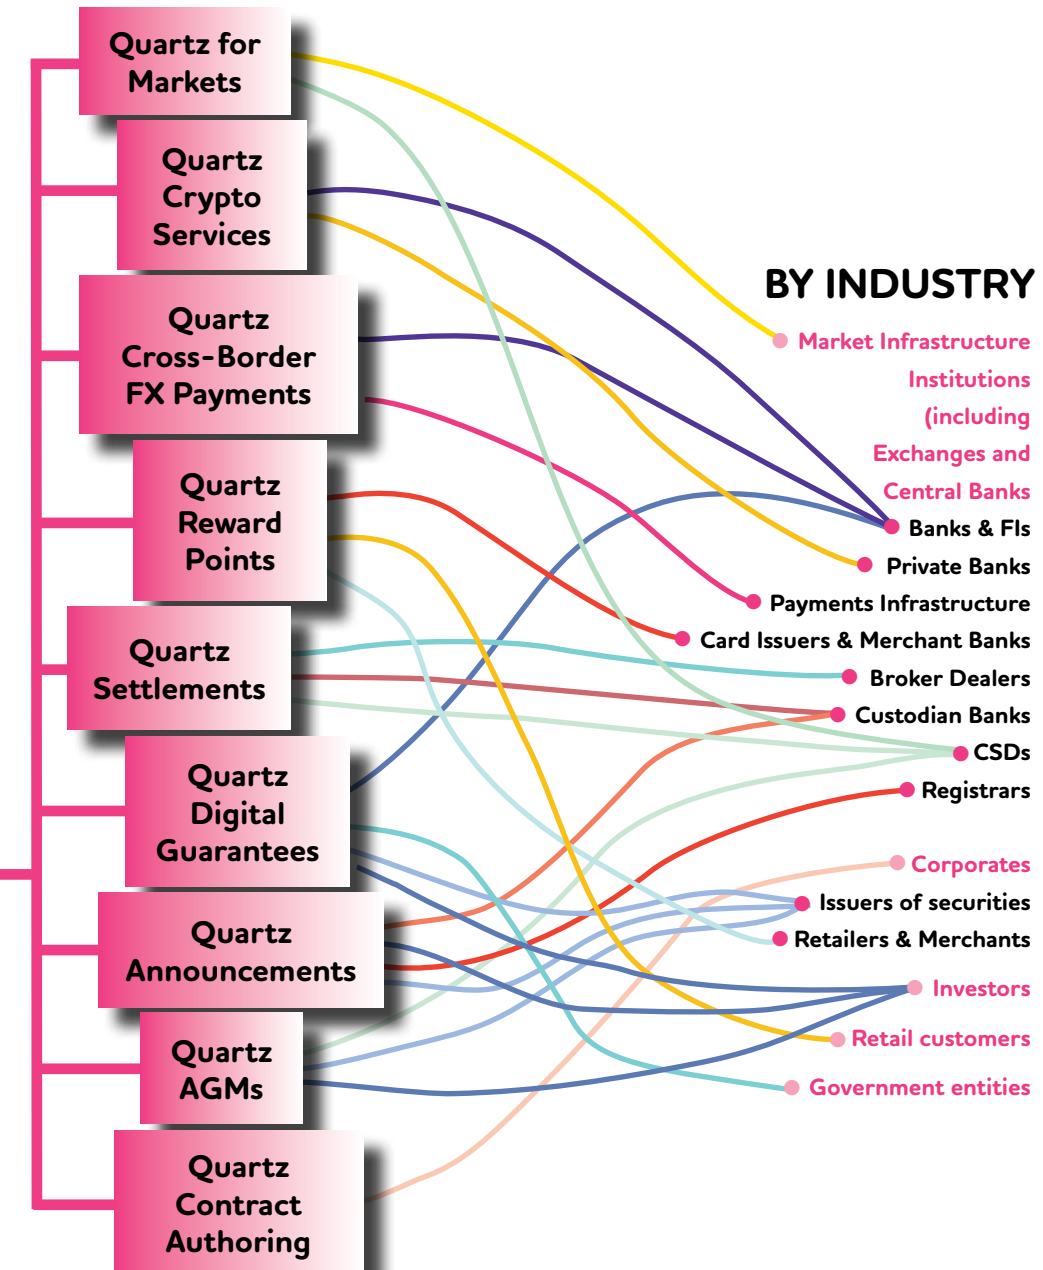 Quartz for
Markets
Quartz
Crypto
Services
Quartz
Cross-Border
FX Payments
Quartz
Reward
Points
Quartz
Settlements
Quartz
Digital
Guarantees
Quartz
Announcements
Quartz
AGMs
Quartz
Contract
Authoring
BY INDUSTRY
Market Infrastructure
Institutions
(including
Exchanges and
Central Banks
Banks & FIs
Private Banks
Payments Infrastructure
Card Issuers & Merchant Banks
Broker Dealers
Custodian Banks
CSDs
Registrars
Corporates
Issuers of securities
Retailers & Merchants
Investors
Retail customers
Government entities